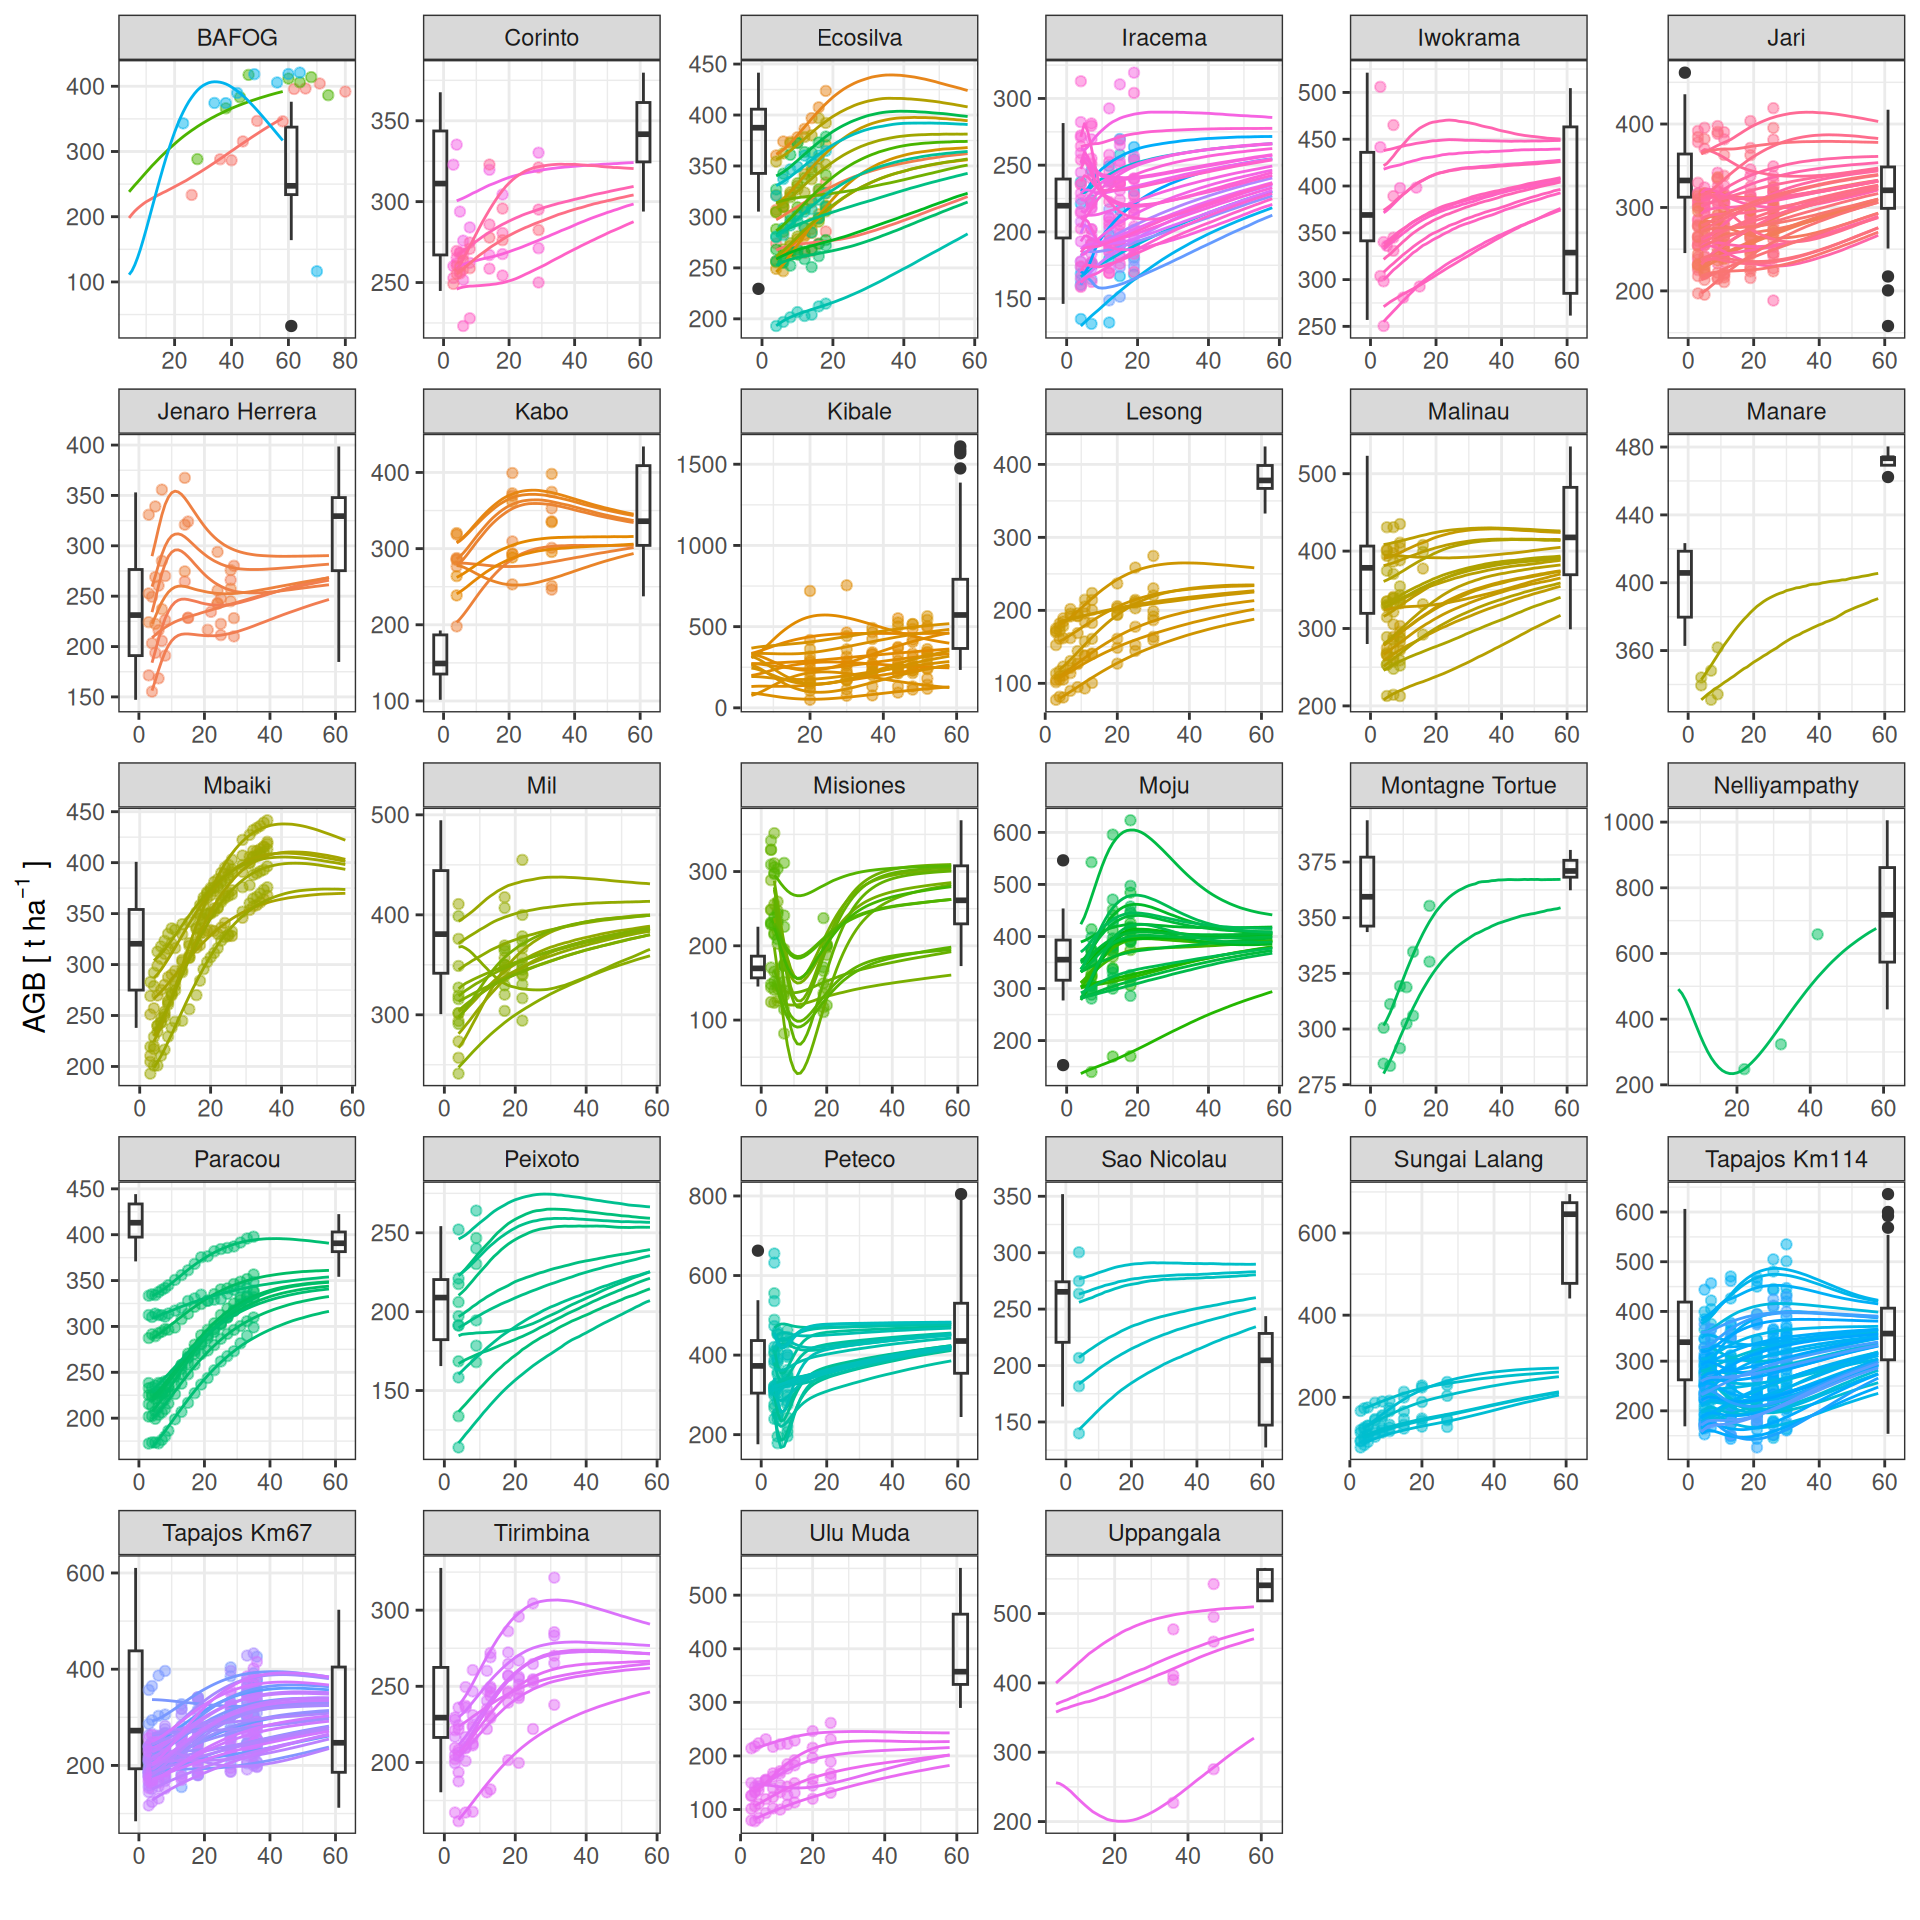 BAFOG Corinto Ecosilva Iracema Iwokrama Jari
400 300 200 100
350 300 250
450 400 350 300 250 200
300 250 200 150
500 450 400 350 300 250
400 300 200
20 40 60 80
0 20 40 60
0 20 40 60
0 20 40 60
0 20 40 60
0 20 40 60
Jenaro Herrera Kabo Kibale Lesong Malinau Manare
400 350 300 250 200 150
400 300 200 100
1500 1000 500 0
400 300 200 100
500 400 300 200
480 440 400 360
0 20 40 60
0 20 40 60
20 40 60
0 20 40 60
0 20 40 60
0 20 40 60
AGB [ t ha⁻¹ ]
Mbaiki Mil Misiones Moju Montagne Tortue Nelliyampathy
450 400 350 300 250 200
500 400 300
300 200 100
600 500 400 300 200
375 350 325 300 275
1000 800 600 400 200
0 20 40 60
0 20 40 60
0 20 40 60
0 20 40 60
0 20 40 60
20 40 60
Paracou Peixoto Peteco Sao Nicolau Sungai Lalang Tapajos Km114
450 400 350 300 250 200
250 200 150
800 600 400 200
350 300 250 200 150
600 400 200
600 500 400 300 200
0 20 40 60
0 20 40 60
0 20 40 60
0 20 40 60
0 20 40 60
0 20 40 60
Tapajos Km67 Tirimbina Ulu Muda Uppangala
600 400 200
300 250 200
500 400 300 200 100
500 400 300 200
0 20 40 60
0 20 40 60
0 20 40 60
20 40 60